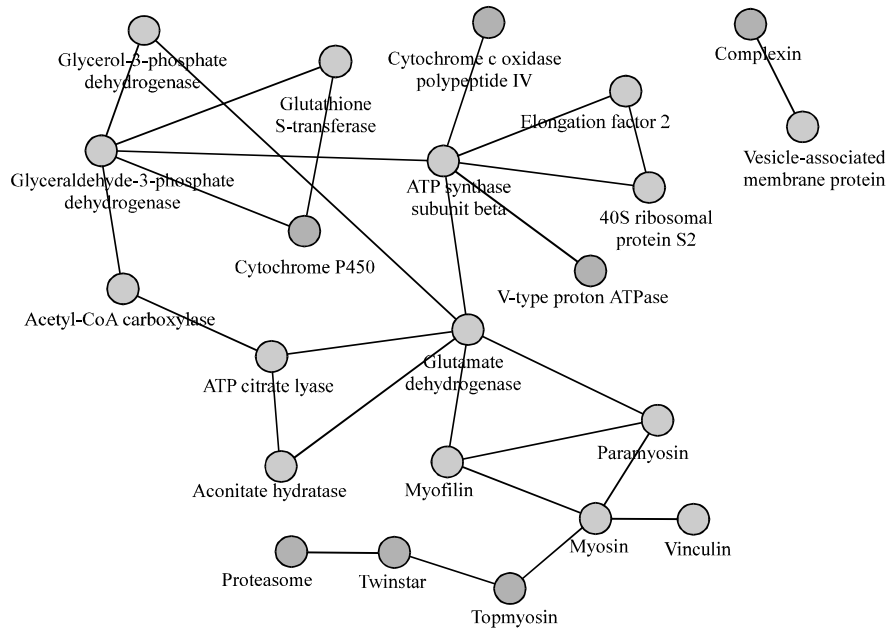 Glycerol-3-phosphate
dehydrogenase
Glutathione
S-transferase
Cytochrome c oxidase
polypeptide IV
Elongation factor 2
Complexin
Vesicle-associated
membrane protein
Glyceraldehyde-3-phosphate
dehydrogenase
ATP synthase
subunit beta
40S ribosomal
protein S2
Cytochrome P450
V-type proton ATPase
Acetyl-CoA carboxylase
ATP citrate lyase
Glutamate
dehydrogenase
Paramyosin
Aconitate hydratase
Myofilin
Myosin
Vinculin
Proteasome
Twinstar
Topmyosin